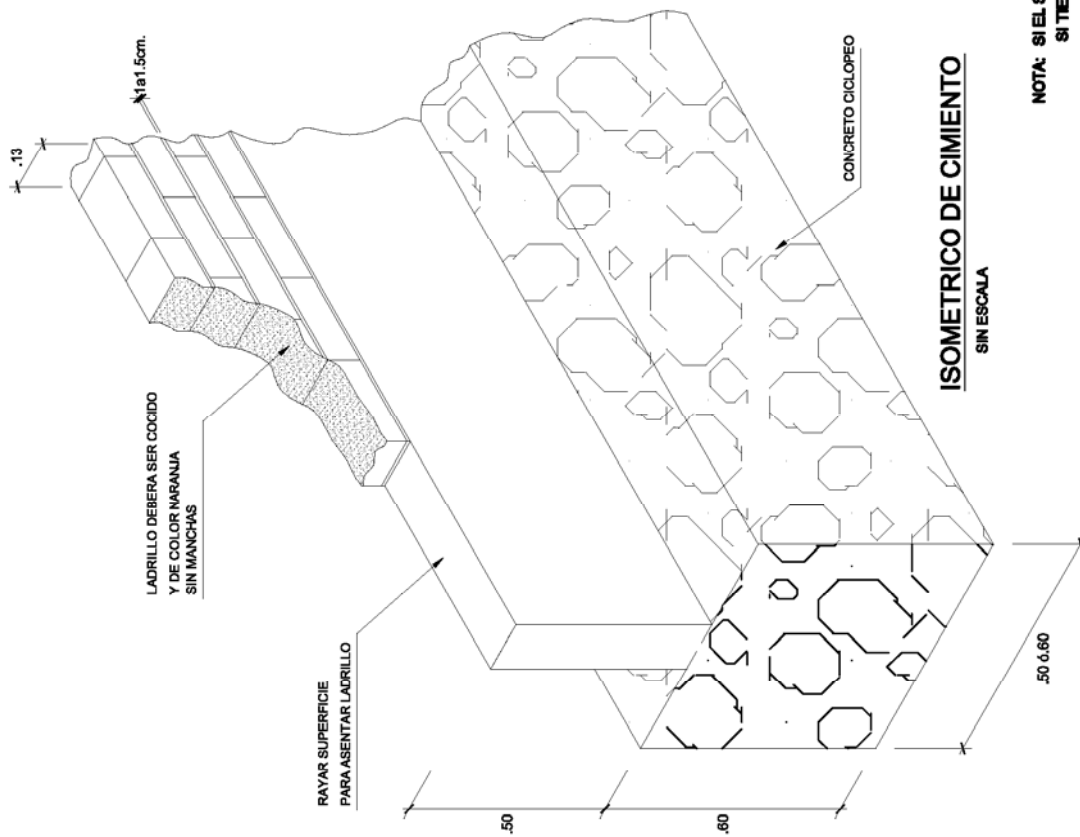 .13
1a1.5cm.
LADRILLO DEBERA SER COCIDO
Y DE COLOR NARANJA
SIN MANCHAS
RAYAR SUPERFICIE
PARA ASENTAR LADRILLO
.50
.60
.50 ó.60
CONCRETO CICLOPEO
ISOMETRICO DE CIMIENTO
SIN ESCALA
NOTA: SI EL S
SI TIE